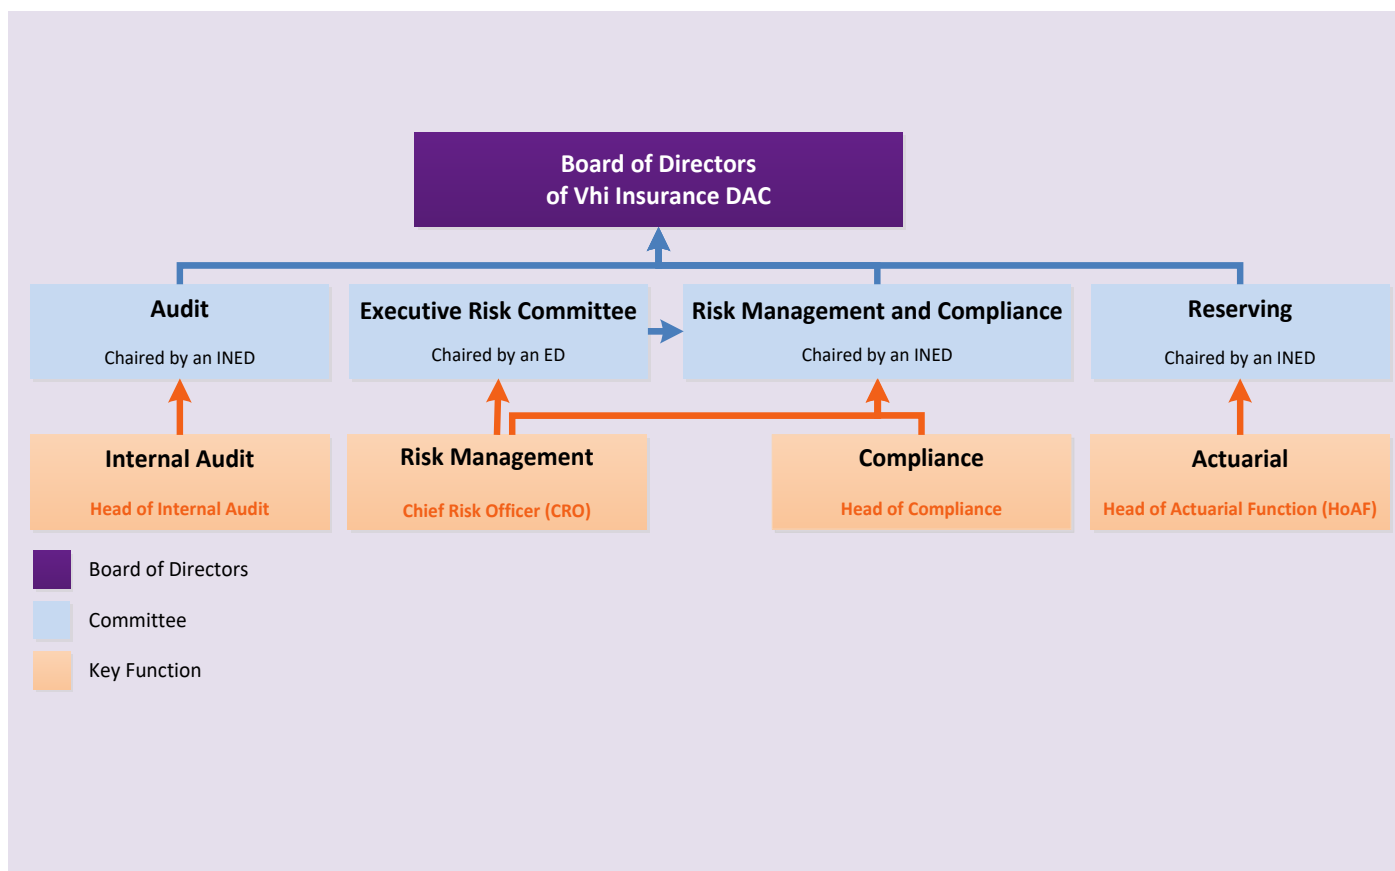 Board of Directors
of Vhi Insurance DAC
Audit
Chaired by an INED
Executive Risk Committee
Chaired by an ED
Risk Management and Compliance
Chaired by an INED
Reserving
Chaired by an INED
Internal Audit
Head of Internal Audit
Risk Management
Chief Risk Officer (CRO)
Compliance
Head of Compliance
Actuarial
Head of Actuarial Function (HoAF)
Board of Directors
Committee
Key Function